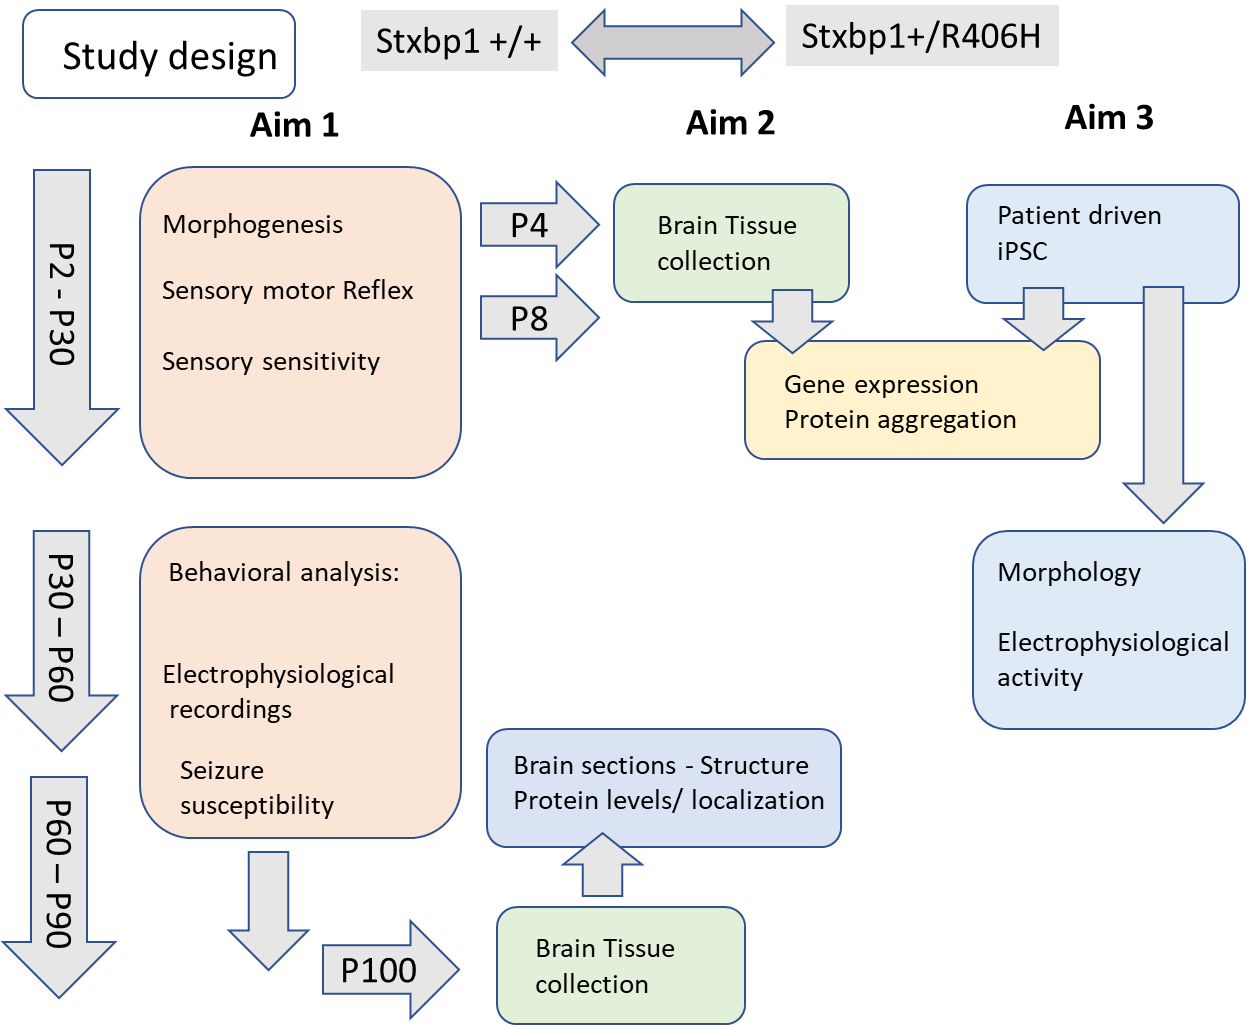 Study design
Stxbp1 +/+
Stxbp1+/R406H
Aim 1
Aim 2
Aim 3
P2 - P30
Morphogenesis
Sensory motor Reflex
Sensory sensitivity
P4
P8
Brain Tissue
collection
Patient driven
iPSC
Gene expression
Protein aggregation
P30 – P60
Behavioral analysis:
Electrophysiological
recordings
Seizure
susceptibility
Morphology
Electrophysiological
activity
P60 – P90
Brain sections - Structure
Protein levels/ localization
P100
Brain Tissue
collection